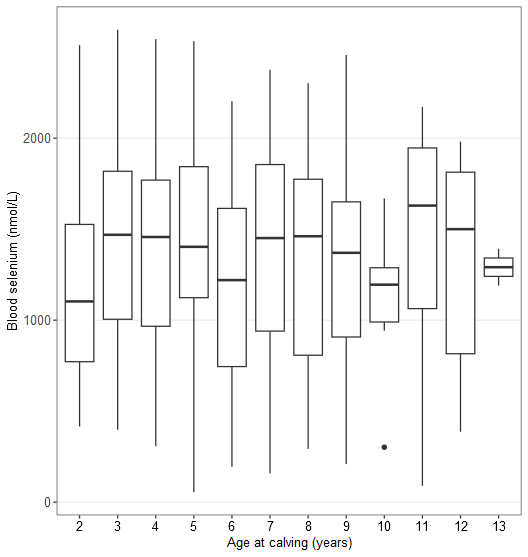 Blood selenium (nmol/L)
2000
1000
0
2 3 4 5 6 7 8 9 10 11 12 13
Age at calving (years)